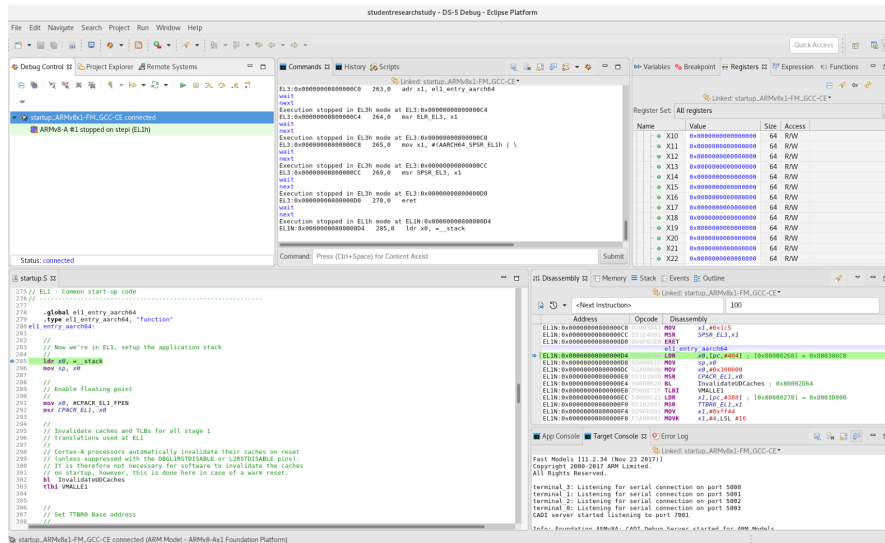 studentresearchstudy - DS-5 Debug - Eclipse Platform
File Edit Navigate Search Project Run Window Help
Quick Access
Debug Control Project Explorer Remote Systems
startup_ARMv8x1-FM_GCC-CE connected
ARMv8-A #1 stopped on stepi (EL1h)
Status: connected
Commands History Scripts
Linked: startup_ARMv8x1-FM_GCC-CE
EL3:0x00000000800000C0 263,0 adr x1, el1_entry_aarch64
wait
next
Execution stopped in EL3h mode at EL3:0x00000000800000C4
EL3:0x00000000800000C4 264,0 msr ELR_EL3, x1
wait
next
Execution stopped in EL3h mode at EL3:0x00000000800000C8
EL3:0x00000000800000C8 265,0 mov x1, #(AARCH64_SPSR_EL1h | \
wait
next
Execution stopped in EL3h mode at EL3:0x00000000800000CC
EL3:0x00000000800000CC 269,0 msr SPSR_EL3, x1
wait
next
Execution stopped in EL3h mode at EL3:0x00000000800000D0
EL3:0x00000000800000D0 270,0 eret
wait
next
Execution stopped in EL1h mode at EL1N:0x00000000800000D4
EL1N:0x00000000800000D4 285,0 ldr x0, =__stack
Command: Press (Ctrl+Space) for Content Assist Submit
Variables Breakpoint Registers Expression Functions
Linked: startup_ARMv8x1-FM_GCC-CE
Register Set: All registers
Name Value Size Access
X10 0x0000000000000000 64 R/W
X11 0x0000000000000000 64 R/W
X12 0x0000000000000000 64 R/W
X13 0x0000000000000000 64 R/W
X14 0x0000000000000000 64 R/W
X15 0x0000000000000000 64 R/W
X16 0x0000000000000000 64 R/W
X17 0x0000000000000000 64 R/W
X18 0x0000000000000000 64 R/W
X19 0x0000000000000000 64 R/W
X20 0x0000000000000000 64 R/W
X21 0x0000000000000000 64 R/W
X22 0x0000000000000000 64 R/W
startup.S
275 // EL1 - Common start-up code
276 // ------------------------------------------------------------
277
278 .global el1_entry_aarch64
279 .type el1_entry_aarch64, "function"
280 el1_entry_aarch64:
281
282 //
283 // Now we're in EL1, setup the application stack
284 //
285 ldr x0, =__stack
286 mov sp, x0
287
288 //
289 // Enable floating point
290 //
291 mov x0, #CPACR_EL1_FPEN
292 msr CPACR_EL1, x0
293
294 //
295 // Invalidate caches and TLBs for all stage 1
296 // translations used at EL1
297 //
298 // Cortex-A processors automatically invalidate their caches on reset
299 // (unless suppressed with the DBGL1RSTDISABLE or L2RSTDISABLE pins).
300 // It is therefore not necessary for software to invalidate the caches
301 // on startup, however, this is done here in case of a warm reset.
302 bl InvalidateUDCaches
303 tlbi VMALLE1
304
305
306 //
307 // Set TTBR0 Base address
308 //
Disassembly Memory Stack Events Outline
Linked: startup_ARMv8x1-FM_GCC-CE
<Next Instruction> 100
Address Opcode Disassembly
EL1N:0x00000000800000C8 MOV x1,#0x1c5
SPSR_EL3,x1
EL1N:0x00000000800000D0 ERET
el1_entry_aarch64
EL1N:0x00000000800000D4 LDR x0,[pc,#404] ; [0x80000268] = 0x800306C0
EL1N:0x00000000800000D8 MOV sp,x0
EL1N:0x00000000800000DC MOV x0,#0x300000
EL1N:0x00000000800000E0 MSR CPACR_EL1,x0
EL1N:0x00000000800000E4 BL InvalidateUDCaches ; 0x80002D64
EL1N:0x00000000800000E8 TLBI VMALLE1
EL1N:0x00000000800000EC LDR x1,[pc,#388] ; [0x80000270] = 0x8003D000
EL1N:0x00000000800000F0 MSR TTBR0_EL1,x1
EL1N:0x00000000800000F4 MOV x1,#0xff44
EL1N:0x00000000800000F8 MOVK x1,#4,LSL #16
App Console Target Console Error Log
Linked: startup_ARMv8x1-FM_GCC-CE
Fast Models [11.2.34 (Nov 23 2017)]
Copyright 2000-2017 ARM Limited.
All Rights Reserved.
terminal_3: Listening for serial connection on port 5000
terminal_1: Listening for serial connection on port 5001
terminal_2: Listening for serial connection on port 5002
terminal_0: Listening for serial connection on port 5003
CADI server started listening to port 7001
Info: Foundation_ARMv8A: CADI Debug Server started for ARM Models
startup_ARMv8x1-FM_GCC-CE connected (ARM Model - ARMv8-Ax1 Foundation Platform)